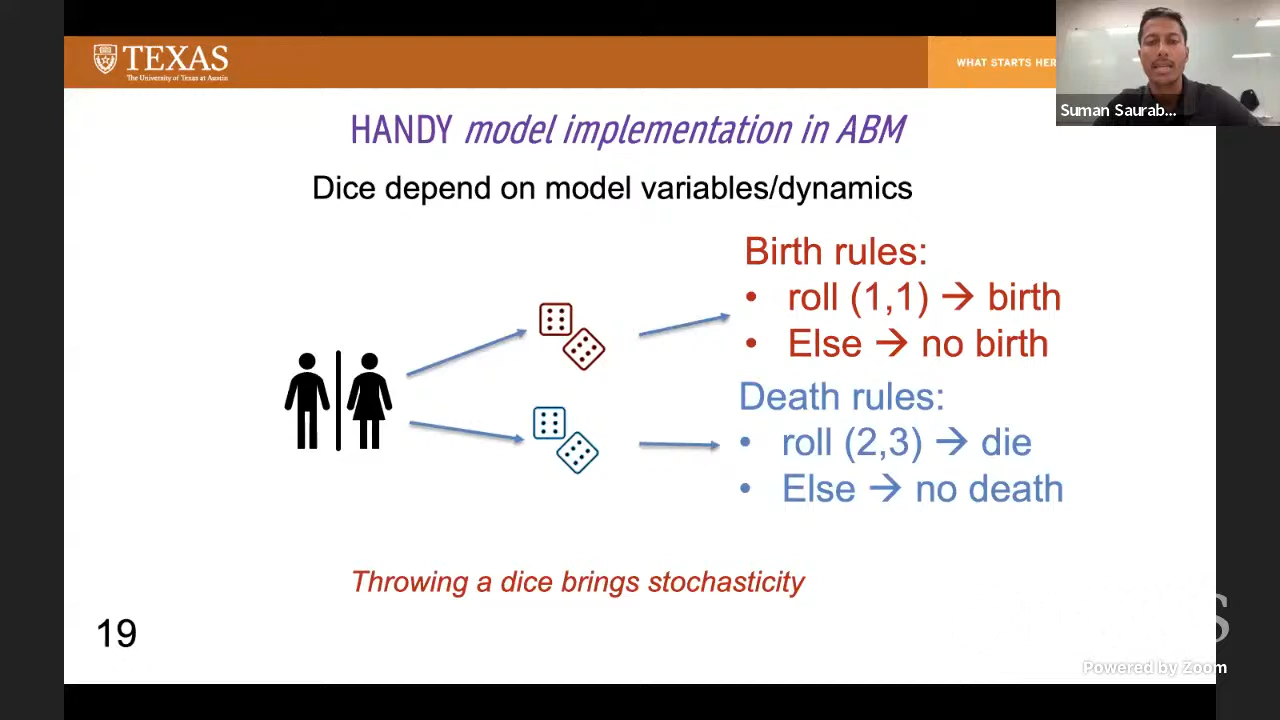 TEXAS
The University of Texas at Austin
WHAT STARTS HER
Suman Saurab...
HANDY model implementation in ABM
Dice depend on model variables/dynamics
Birth rules:
• roll (1,1) → birth
• Else → no birth
Death rules:
• roll (2,3) → die
• Else → no death
Throwing a dice brings stochasticity
19
S
Powered by Zoom